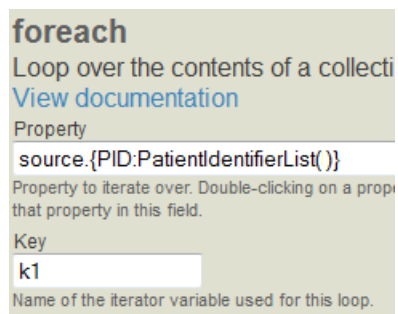 foreach
Loop over the contents of a collecti
View documentation
Property
source.{PID:PatientIdentifierList()}
Property to iterate over. Double-clicking on a prope
that property in this field.
Key
k1
Name of the iterator variable used for this loop.